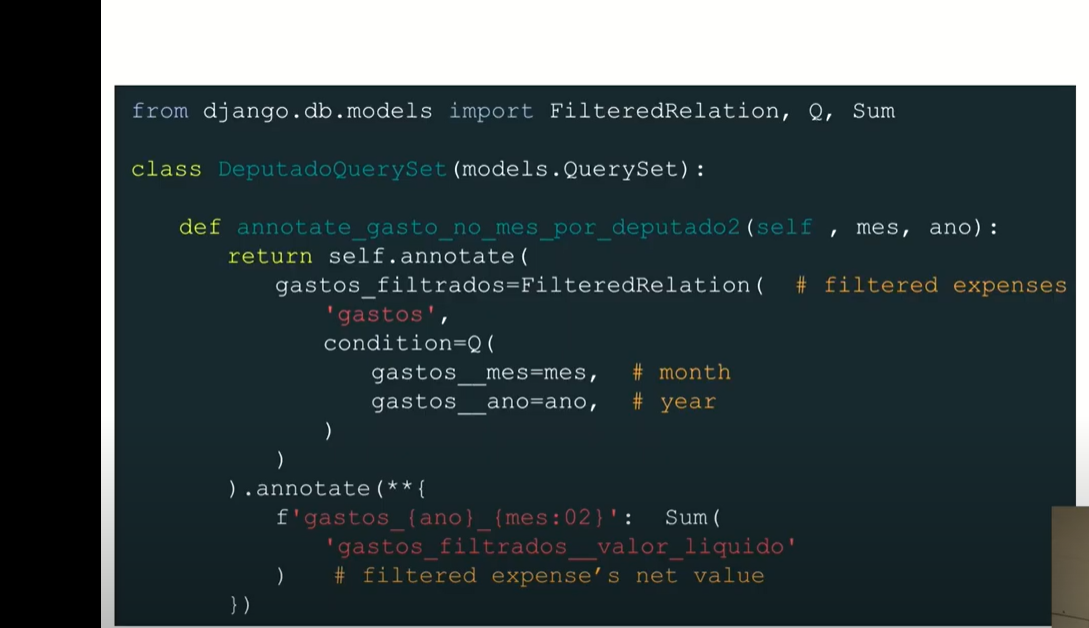 from django.db.models import FilteredRelation, Q, Sum
class DeputadoQuerySet(models.QuerySet):
def annotate_gasto_no_mes_por_deputado2(self , mes, ano):
return self.annotate(
gastos_filtrados=FilteredRelation( # filtered expenses
'gastos',
condition=Q(
gastos__mes=mes, # month
gastos__ano=ano, # year
)
)
).annotate(**{
f'gastos_{ano}_{mes:02}': Sum(
'gastos_filtrados__valor_liquido'
) # filtered expense’s net value
})